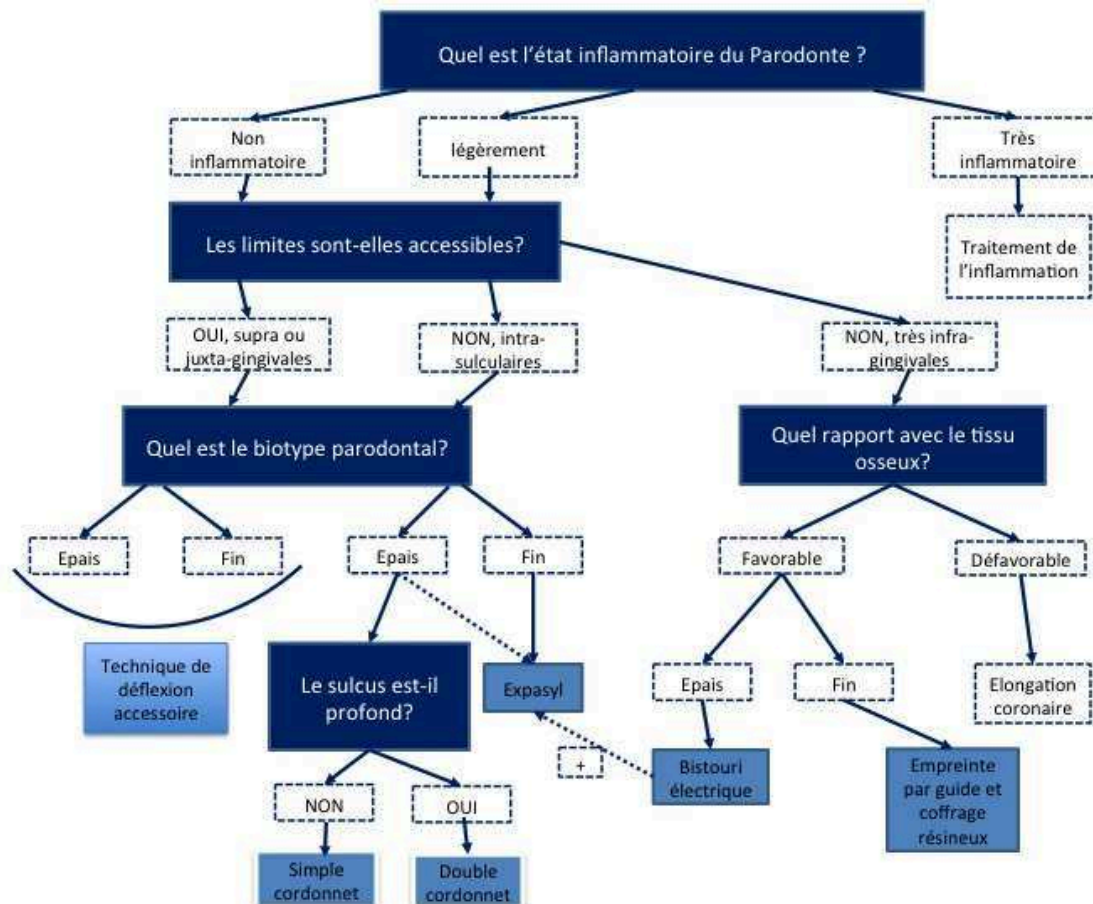 Quel est l'état inflammatoire du Parodonte ?
Non
inflammatoire
légèrement
Très
inflammatoire
Les limites sont-elles accessibles?
Traitement de
l'inflammation
OUI, supra ou
juxta-gingivales
NON, intra-
sulculaires
NON, très infra-
gingivales
Quel est le biotype parodontal?
Quel rapport avec le tissu
osseux?
Epais
Fin
Epais
Fin
Favorable
Défavorable
Technique de
déflexion
accessoire
Le sulcus est-il
profond?
Expasyl
Epais
Fin
Elongation
coronaire
+
Bistouri
électrique
Empreinte
par guide et
coffrage
résineux
NON
OUI
Simple
cordonnet
Double
cordonnet